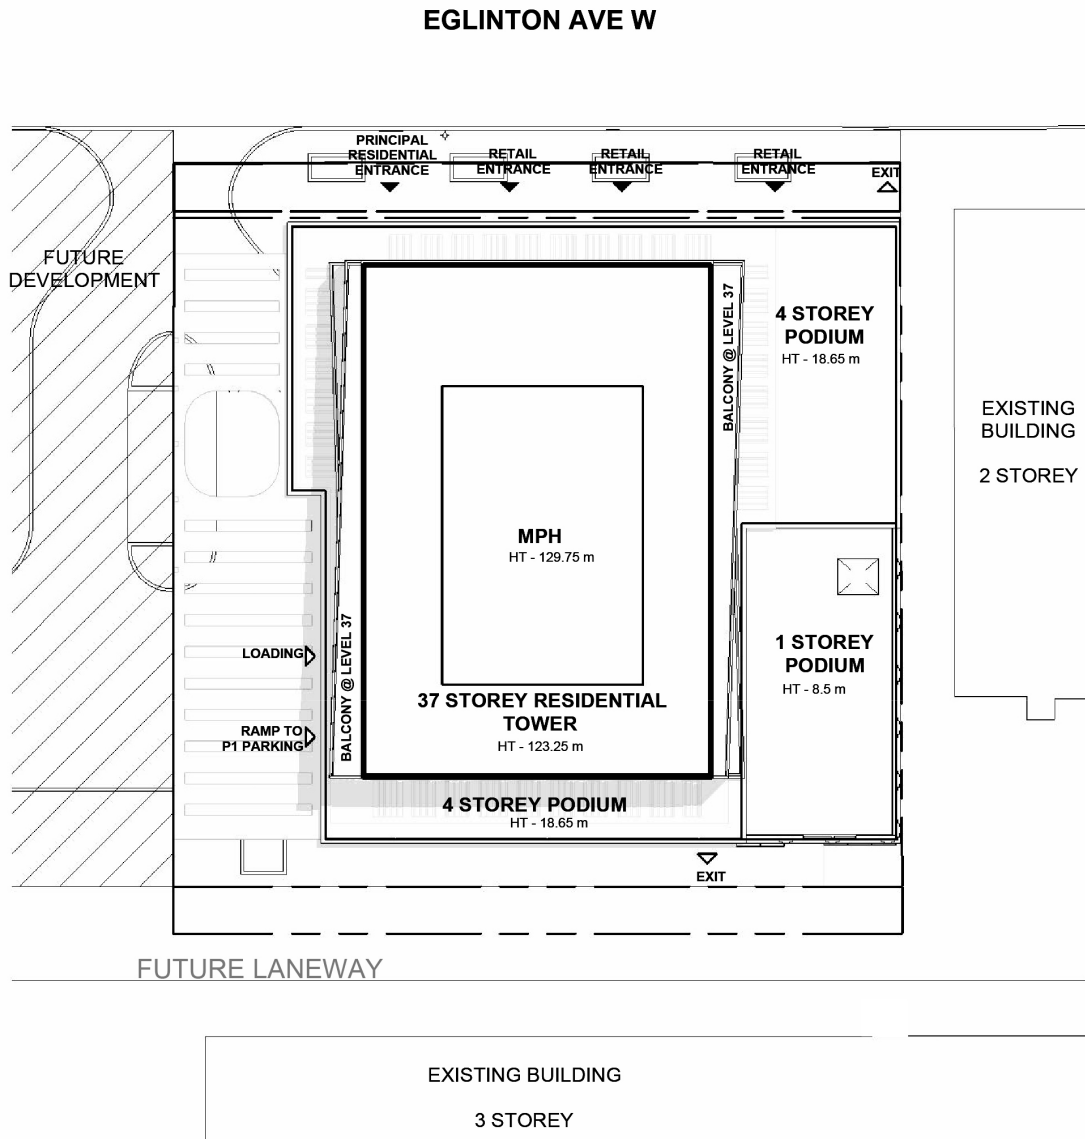 EGLINTON AVE W
PRINCIPAL
RESIDENTIAL
ENTRANCE
RETAIL
ENTRANCE
RETAIL
ENTRANCE
RETAIL
ENTRANCE
EXIT
FUTURE
DEVELOPMENT
4 STOREY
PODIUM
HT - 18.65 m
BALCONY @ LEVEL 37
EXISTING
BUILDING
2 STOREY
MPH
HT - 129.75 m
1 STOREY
PODIUM
HT - 8.5 m
LOADING
RAMP TO
P1 PARKING
BALCONY @ LEVEL 37
37 STOREY RESIDENTIAL
TOWER
HT - 123.25 m
4 STOREY PODIUM
HT - 18.65 m
EXIT
FUTURE LANEWAY
EXISTING BUILDING
3 STOREY